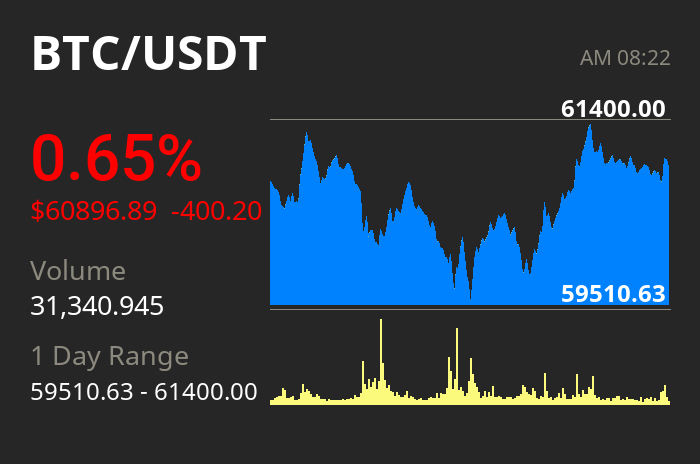 BTC/USDT
AM 08:22
61400.00
0.65%
$60896.89 -400.20
Volume
31,340.945
59510.63
1 Day Range
59510.63 - 61400.00